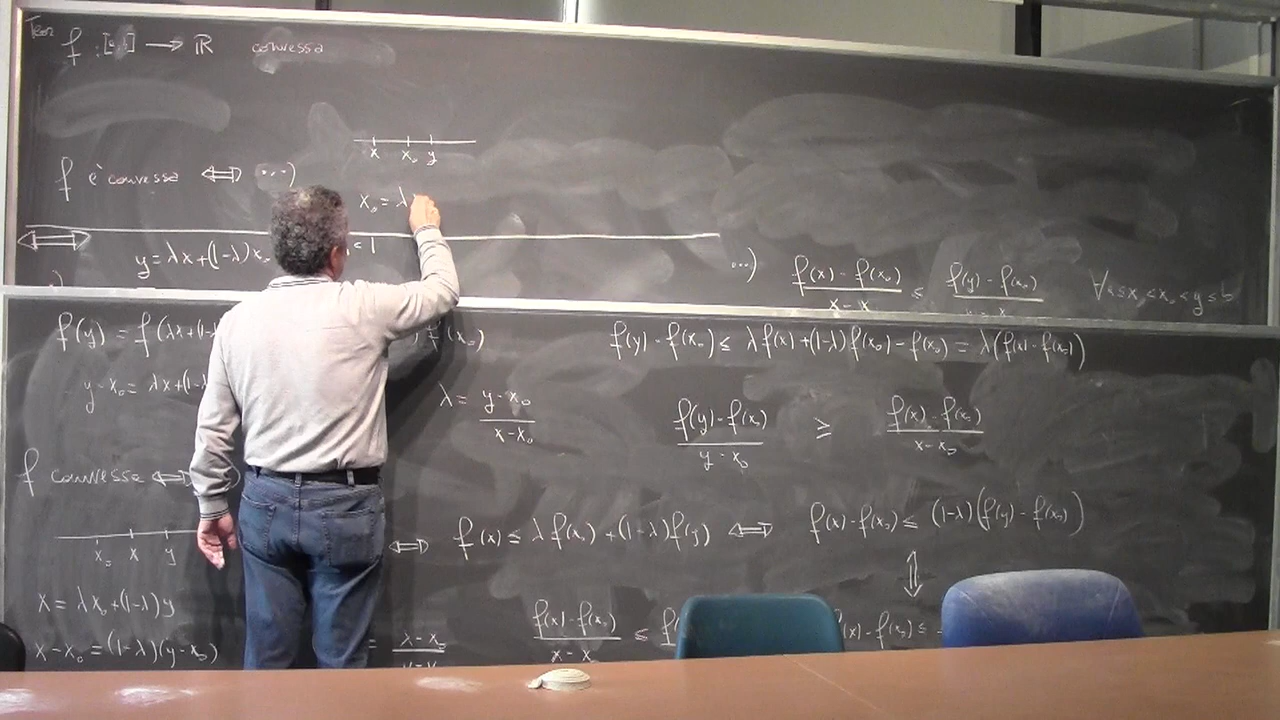 Teor f : [a,b] → ℝ convessa
x x₀ y
f è convessa ⟺ ...)
x₀ = λ
⟺
y = λx+(1-λ)x₀ < 1
...) f(x) - f(x₀) / x - x ≤ f(y) - f(x₀) ∀ a ≤ x < x₀ < y ≤ b
f(y) = f(λx+(1-λ f(x₀)
f(y) - f(x₀) ≤ λ f(x) + (1-λ) f(x₀) - f(x₀) = λ(f(x) - f(x₀))
y - x₀ = λx+(1-λ
λ = y - x₀ / x - x₀
f(y) - f(x₀) / y - x₀ ≥ f(x) - f(x₀) / x - x₀
f convessa ⟺
x₀ x y
⟺ f(x) ≤ λ f(x₀) + (1-λ) f(y) ⟺ f(x) - f(x₀) ≤ (1-λ)(f(y) - f(x₀))
⇕
x = λx₀ + (1-λ)y
x - x₀ = (1-λ)(y - x₀)
f(x) - f(x₀) / x - x ≤ f(x) - f(x₀) ≤